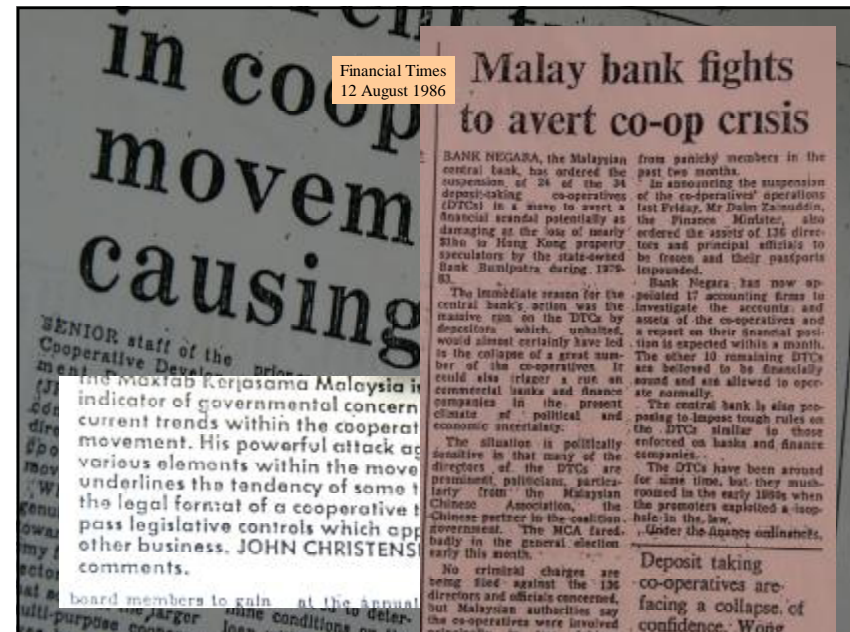 in coop
movem
causing
SENIOR staff of the
Cooperative Develop
the Maktab Kerjasama Malaysia i
indicator of governmental concern
current trends within the cooperat
movement. His powerful attack ag
various elements within the move
underlines the tendency of some t
the legal format of a cooperative t
pass legislative controls which app
other business. JOHN CHRISTENS
comments.
board members to gain at the annual
Financial Times
12 August 1986
Malay bank fights
to avert co-op crisis
BANK NEGARA, the Malaysian
central bank, has ordered the
suspension of 24 of the 34
deposit-taking co-operatives
(DTCs) in a move to avert a
financial scandal potentially as
damaging as the loss of nearly
$1bn to Hong Kong property
speculators by the state-owned
Bank Bumiputra during 1979-
83.
The immediate reason for the
central bank's action was the
massive run on the DTCs by
depositors which, unhalted,
would almost certainly have led
to the collapse of a great num-
ber of the co-operatives. It
could also trigger a run on
commercial banks and finance
companies in the present
climate of political and
economic uncertainty.
The situation is politically
sensitive in that many of the
directors of the DTCs are
prominent politicians, particu-
larly from the Malaysian
Chinese Association, the
Chinese partner in the coalition
government. The MCA fared
badly in the general election
early this month.
No criminal charges are
being filed against the 136
directors and officials concerned,
but Malaysian authorities say
the co-operatives were involved
from panicky members in the
past two months.
In announcing the suspension
of the co-operatives' operations
last Friday, Mr Daim Zainuddin,
the Finance Minister, also
ordered the assets of 136 direc-
tors and principal officials to
be frozen and their passports
impounded.
Bank Negara has now ap-
pointed 17 accounting firms to
investigate the accounts and
assets of the co-operatives and
a report on their financial posi-
tion is expected within a month.
The other 10 remaining DTCs
are believed to be financially
sound and are allowed to oper-
ate normally.
The central bank is also pro-
posing to impose tough rules on
the DTCs similar to those
enforced on banks and finance
companies.
The DTCs have been around
for some time, but they mush-
roomed in the early 1980s when
the promoters exploited a loop-
hole in the law.
Under the finance ordinances,
Deposit taking
co-operatives are
facing a collapse of
confidence. Wong